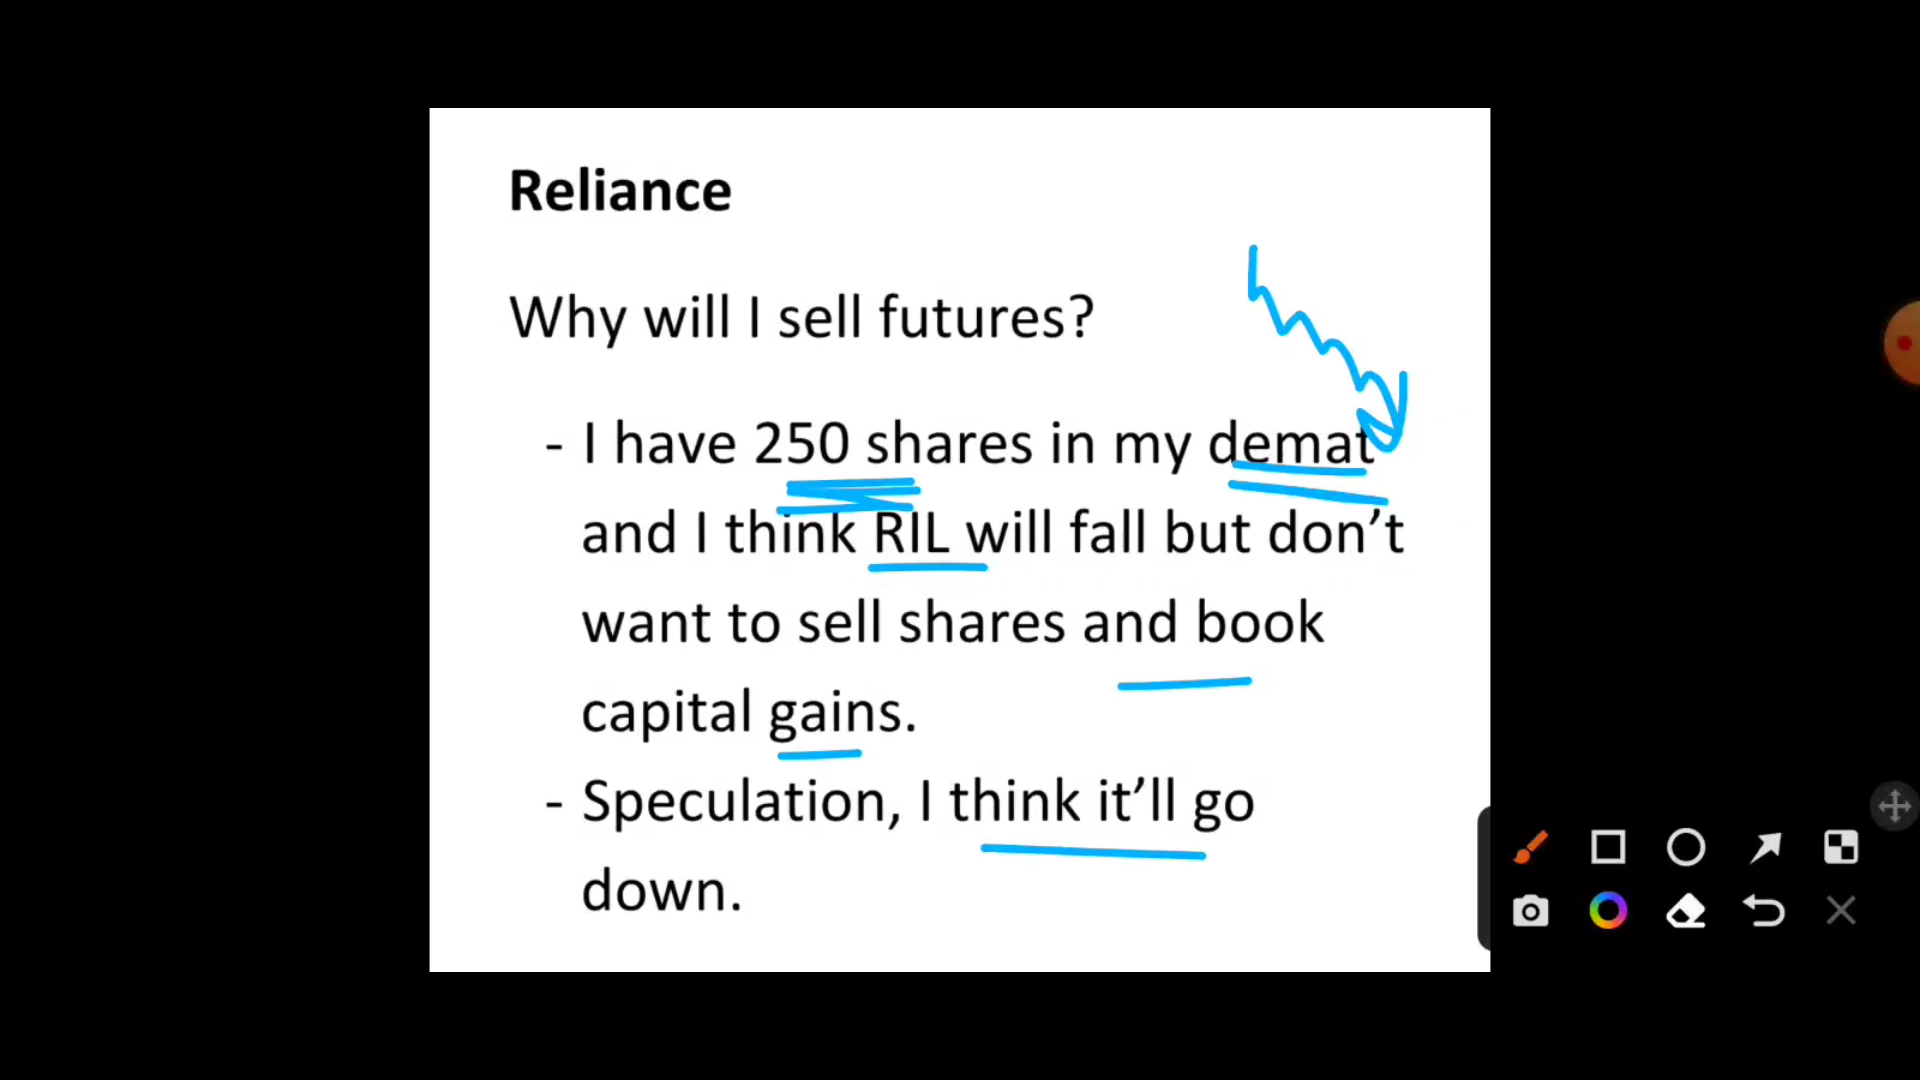 Reliance
Why will I sell futures?
- I have 250 shares in my demat
and I think RIL will fall but don’t
want to sell shares and book
capital gains.
- Speculation, I think it’ll go
down.